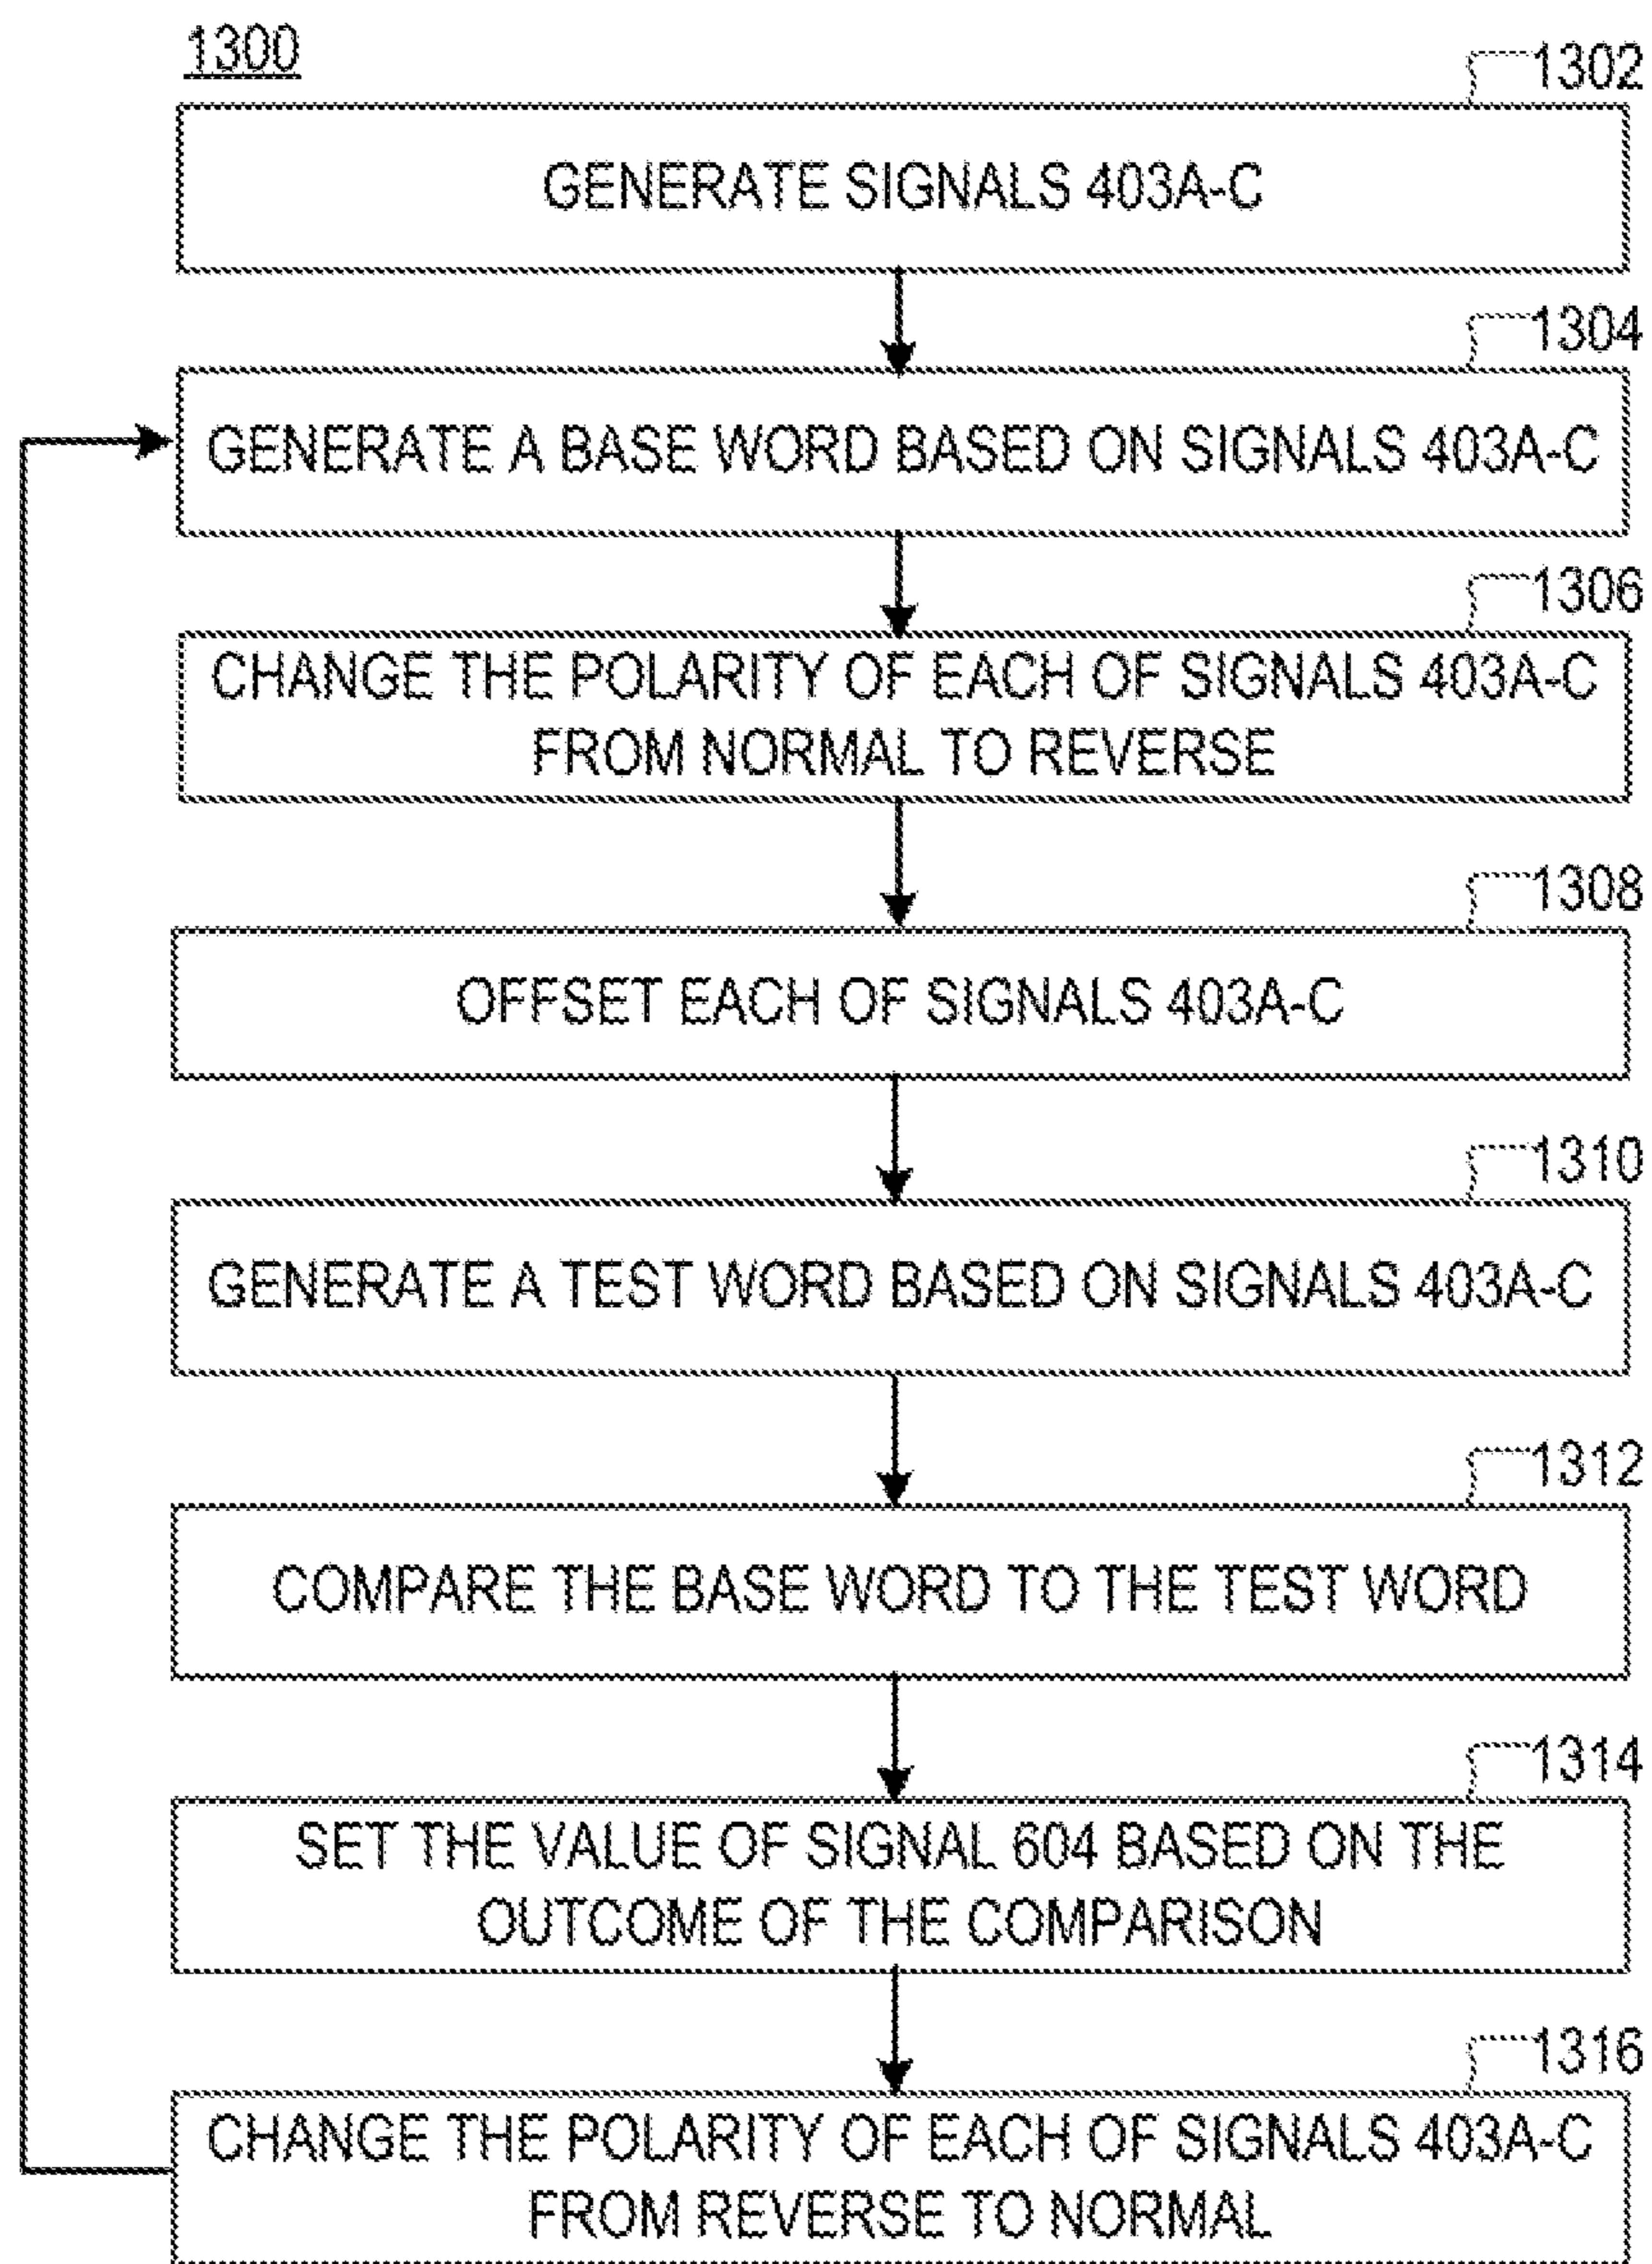 1300
1302
GENERATE SIGNALS 403A-C
1304
GENERATE A BASE WORD BASED ON SIGNALS 403A-C
1306
CHANGE THE POLARITY OF EACH OF SIGNALS 403A-C
FROM NORMAL TO REVERSE
1308
OFFSET EACH OF SIGNALS 403A-C
1310
GENERATE A TEST WORD BASED ON SIGNALS 403A-C
1312
COMPARE THE BASE WORD TO THE TEST WORD
1314
SET THE VALUE OF SIGNAL 604 BASED ON THE
OUTCOME OF THE COMPARISON
1316
CHANGE THE POLARITY OF EACH OF SIGNALS 403A-C
FROM REVERSE TO NORMAL